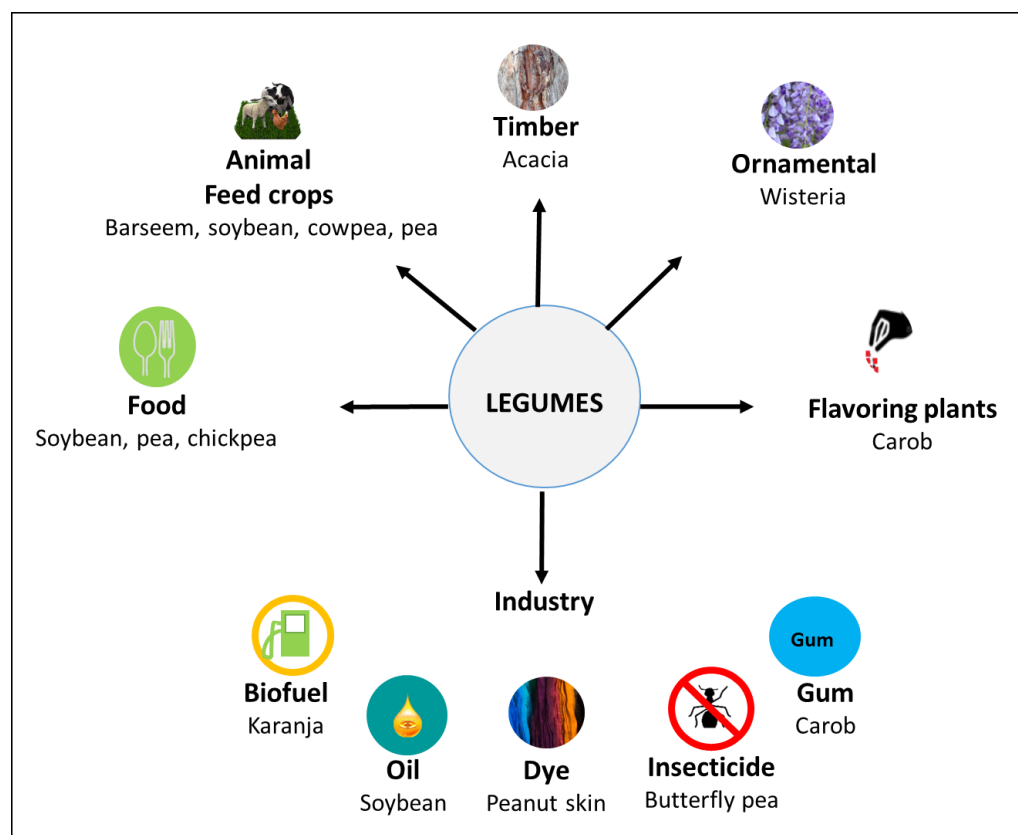 Timber
Acacia
Animal
Feed crops
Barseem, soybean, cowpea, pea
Ornamental
Wisteria
Food
Soybean, pea, chickpea
LEGUMES
Flavoring plants
Carob
Industry
Biofuel
Karanja
Oil
Soybean
Dye
Peanut skin
Insecticide
Butterfly pea
Gum
Gum
Carob